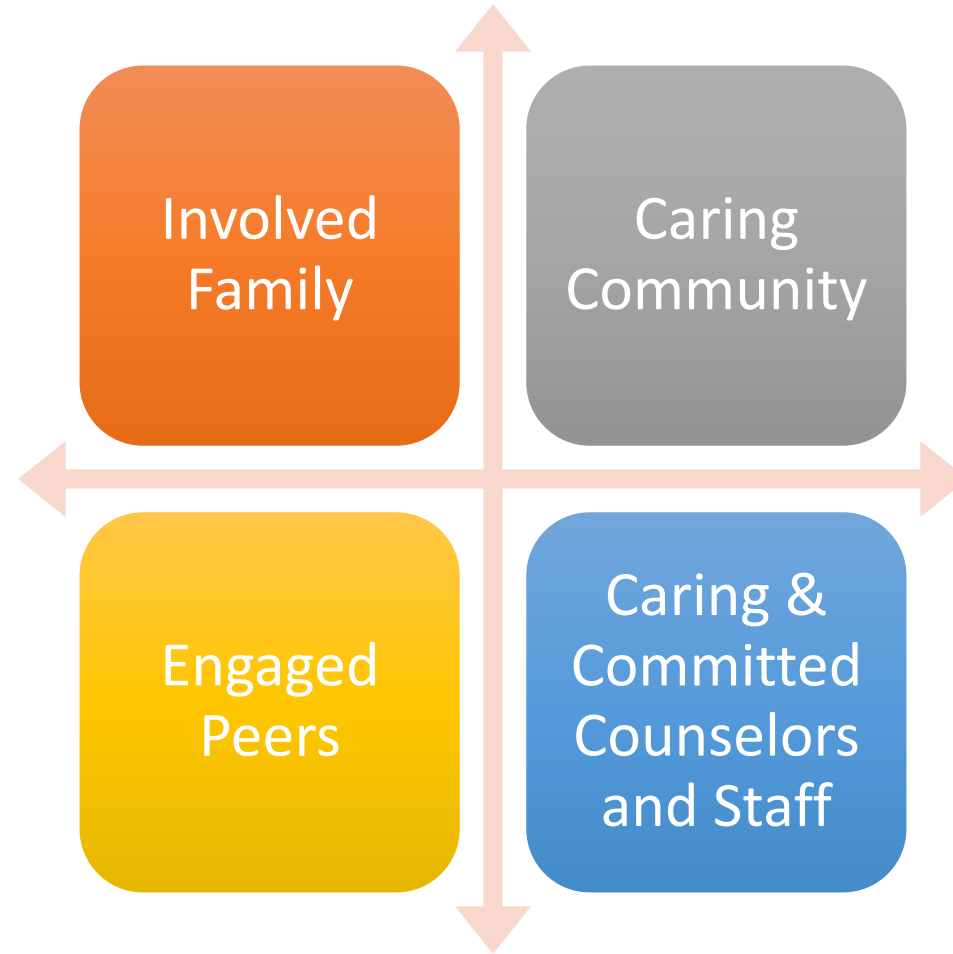 Involved
Family
Caring
Community
Engaged
Peers
Caring &
Committed
Counselors
and Staff